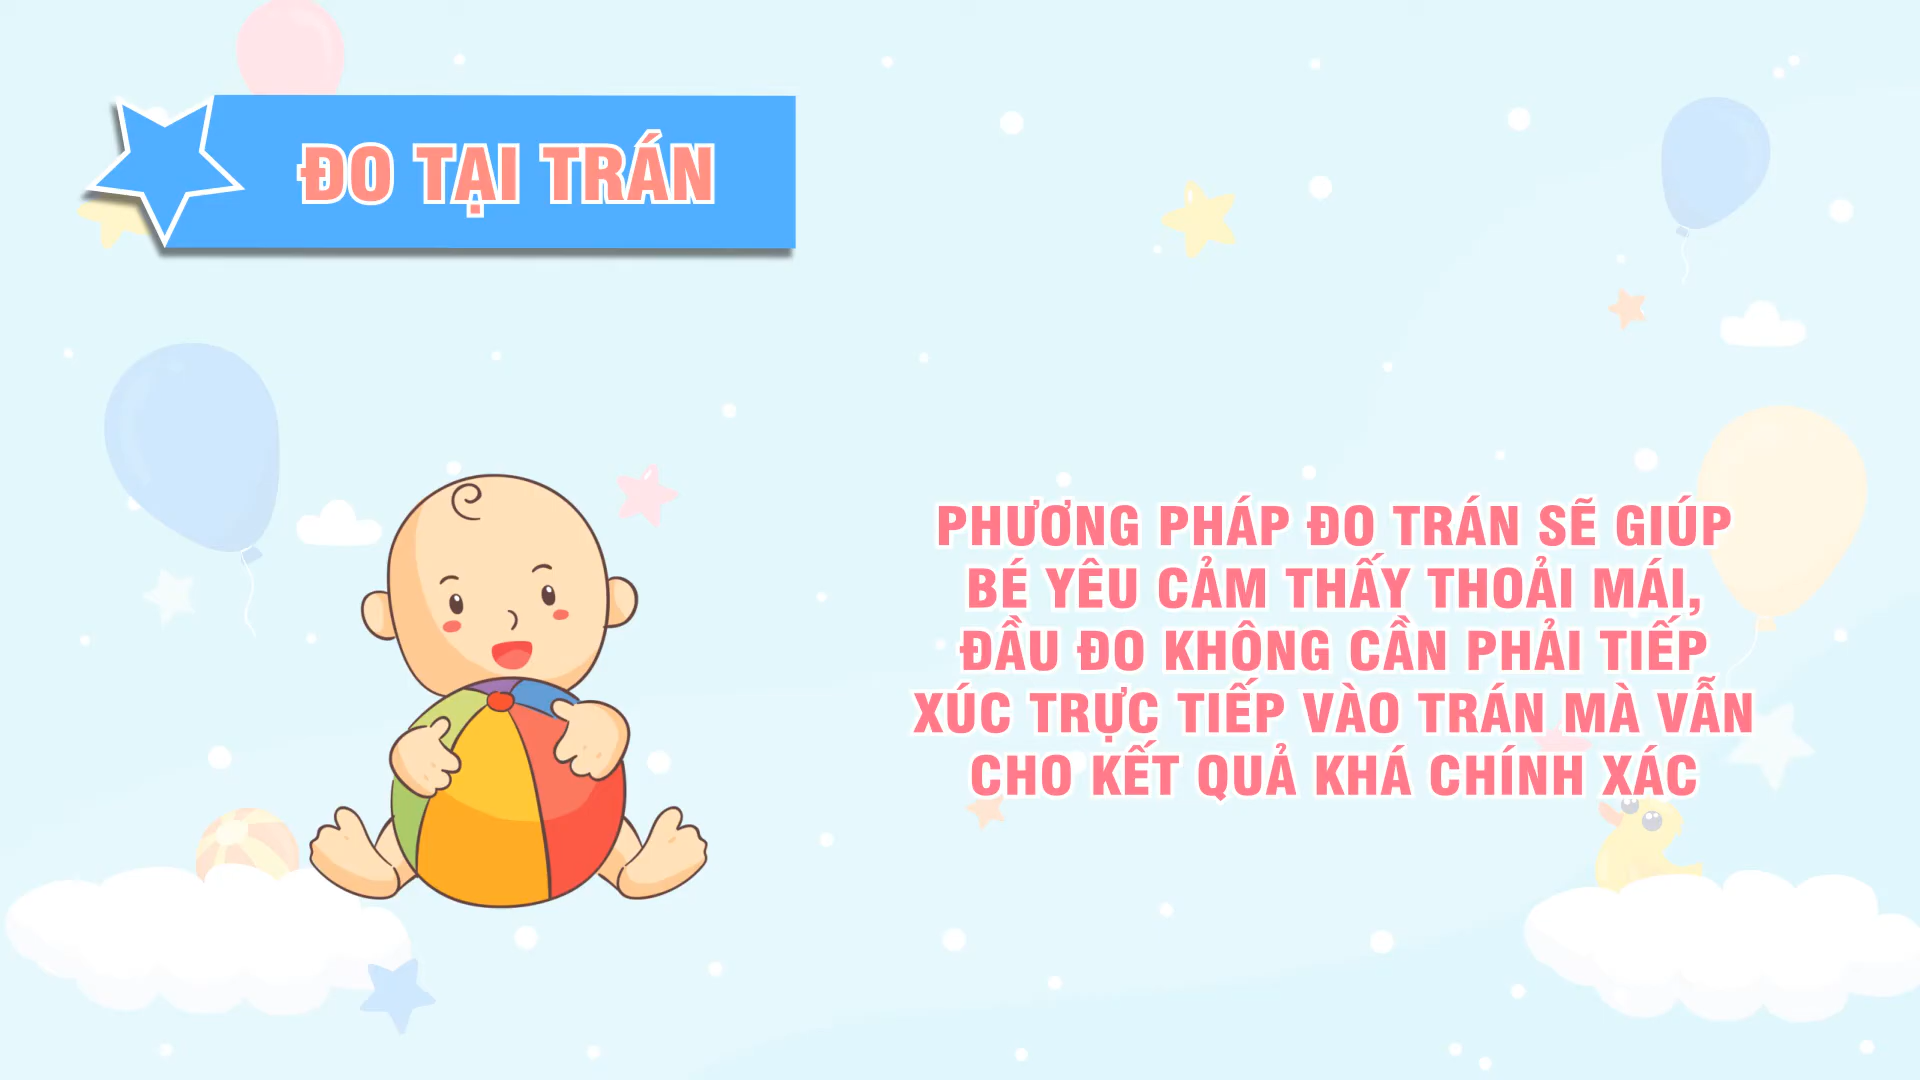 ĐO TẠI TRÁN
PHƯƠNG PHÁP ĐO TRÁN SẼ GIÚP
BÉ YÊU CẢM THẤY THOẢI MÁI,
ĐẦU ĐO KHÔNG CẦN PHẢI TIẾP
XÚC TRỰC TIẾP VÀO TRÁN MÀ VẪN
CHO KẾT QUẢ KHÁ CHÍNH XÁC